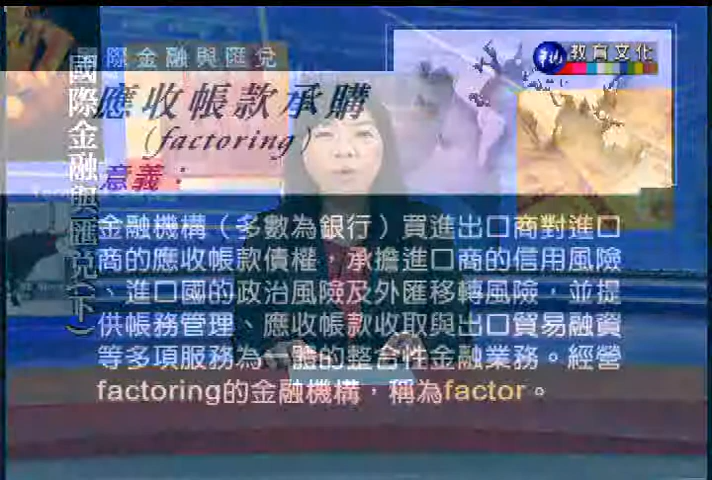 華視
教育文化
國際金融與匯兌
國際金融與匯兌(下)
應收帳款承購
(factoring)
意義：
金融機構（多數為銀行）買進出口商對進口
商的應收帳款債權，承擔進口商的信用風險
、進口國的政治風險及外匯移轉風險，並提
供帳務管理、應收帳款收取與出口貿易融資
等多項服務為一體的整合性金融業務。經營
factoring的金融機構，稱為factor。